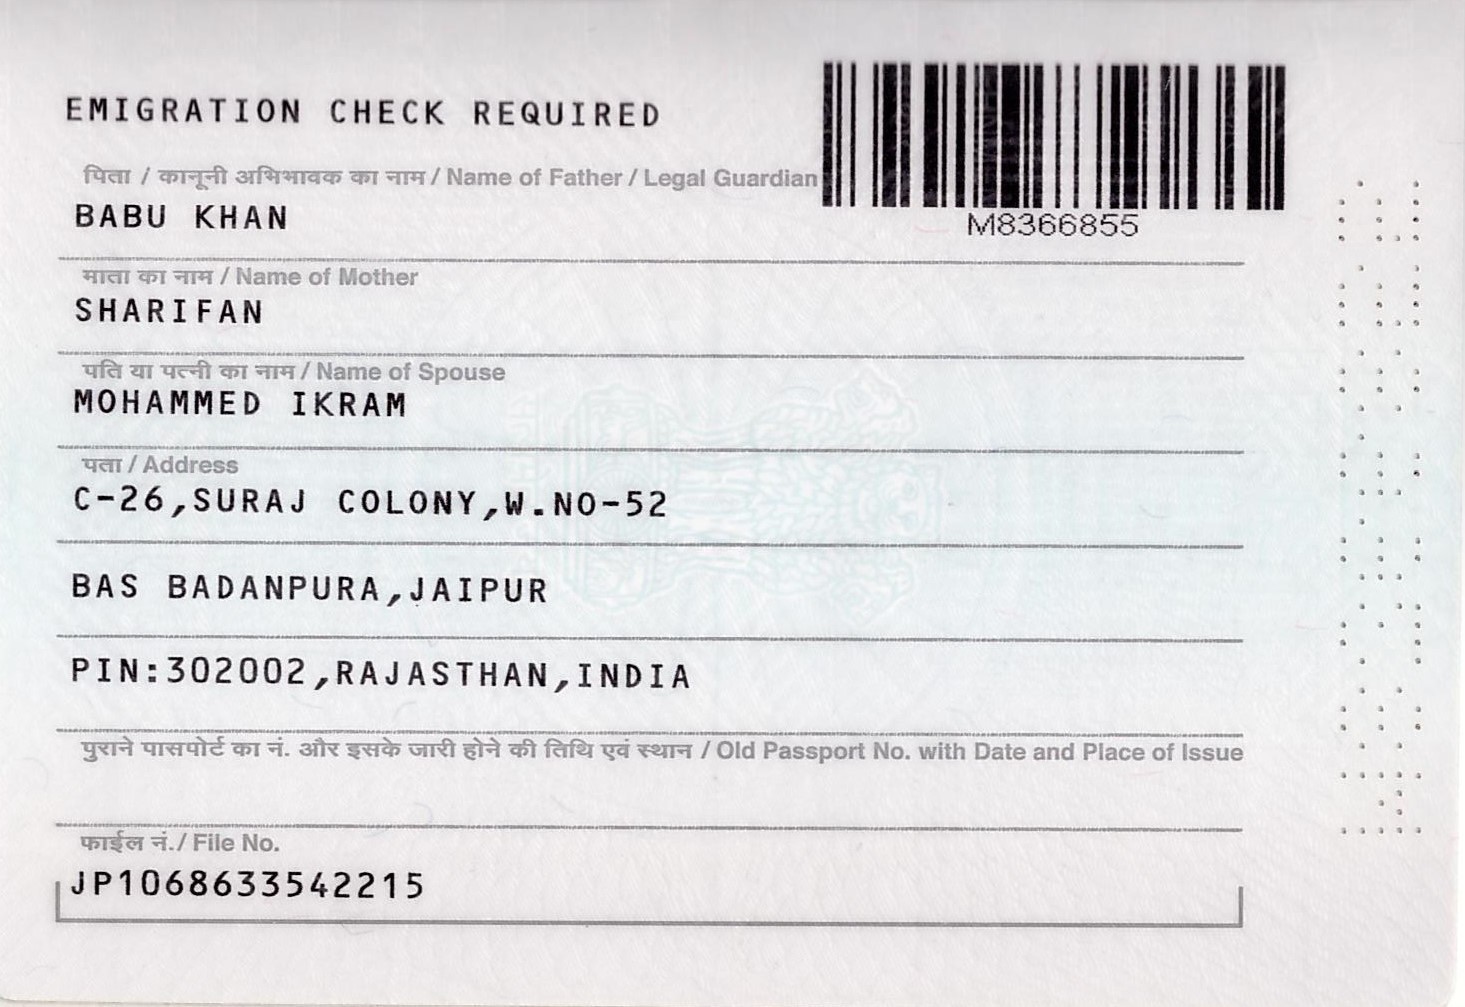 EMIGRATION CHECK REQUIRED
पिता / कानूनी अभिभावक का नाम / Name of Father / Legal Guardian
BABU KHAN
M8366855
माता का नाम / Name of Mother
SHARIFAN
पति या पत्नी का नाम / Name of Spouse
MOHAMMED IKRAM
पता / Address
C-26,SURAJ COLONY,W.NO-52
BAS BADANPURA,JAIPUR
PIN:302002,RAJASTHAN,INDIA
पुराने पासपोर्ट का नं. और इसके जारी होने की तिथि एवं स्थान / Old Passport No. with Date and Place of Issue
फाईल नं./ File No.
JP1068633542215